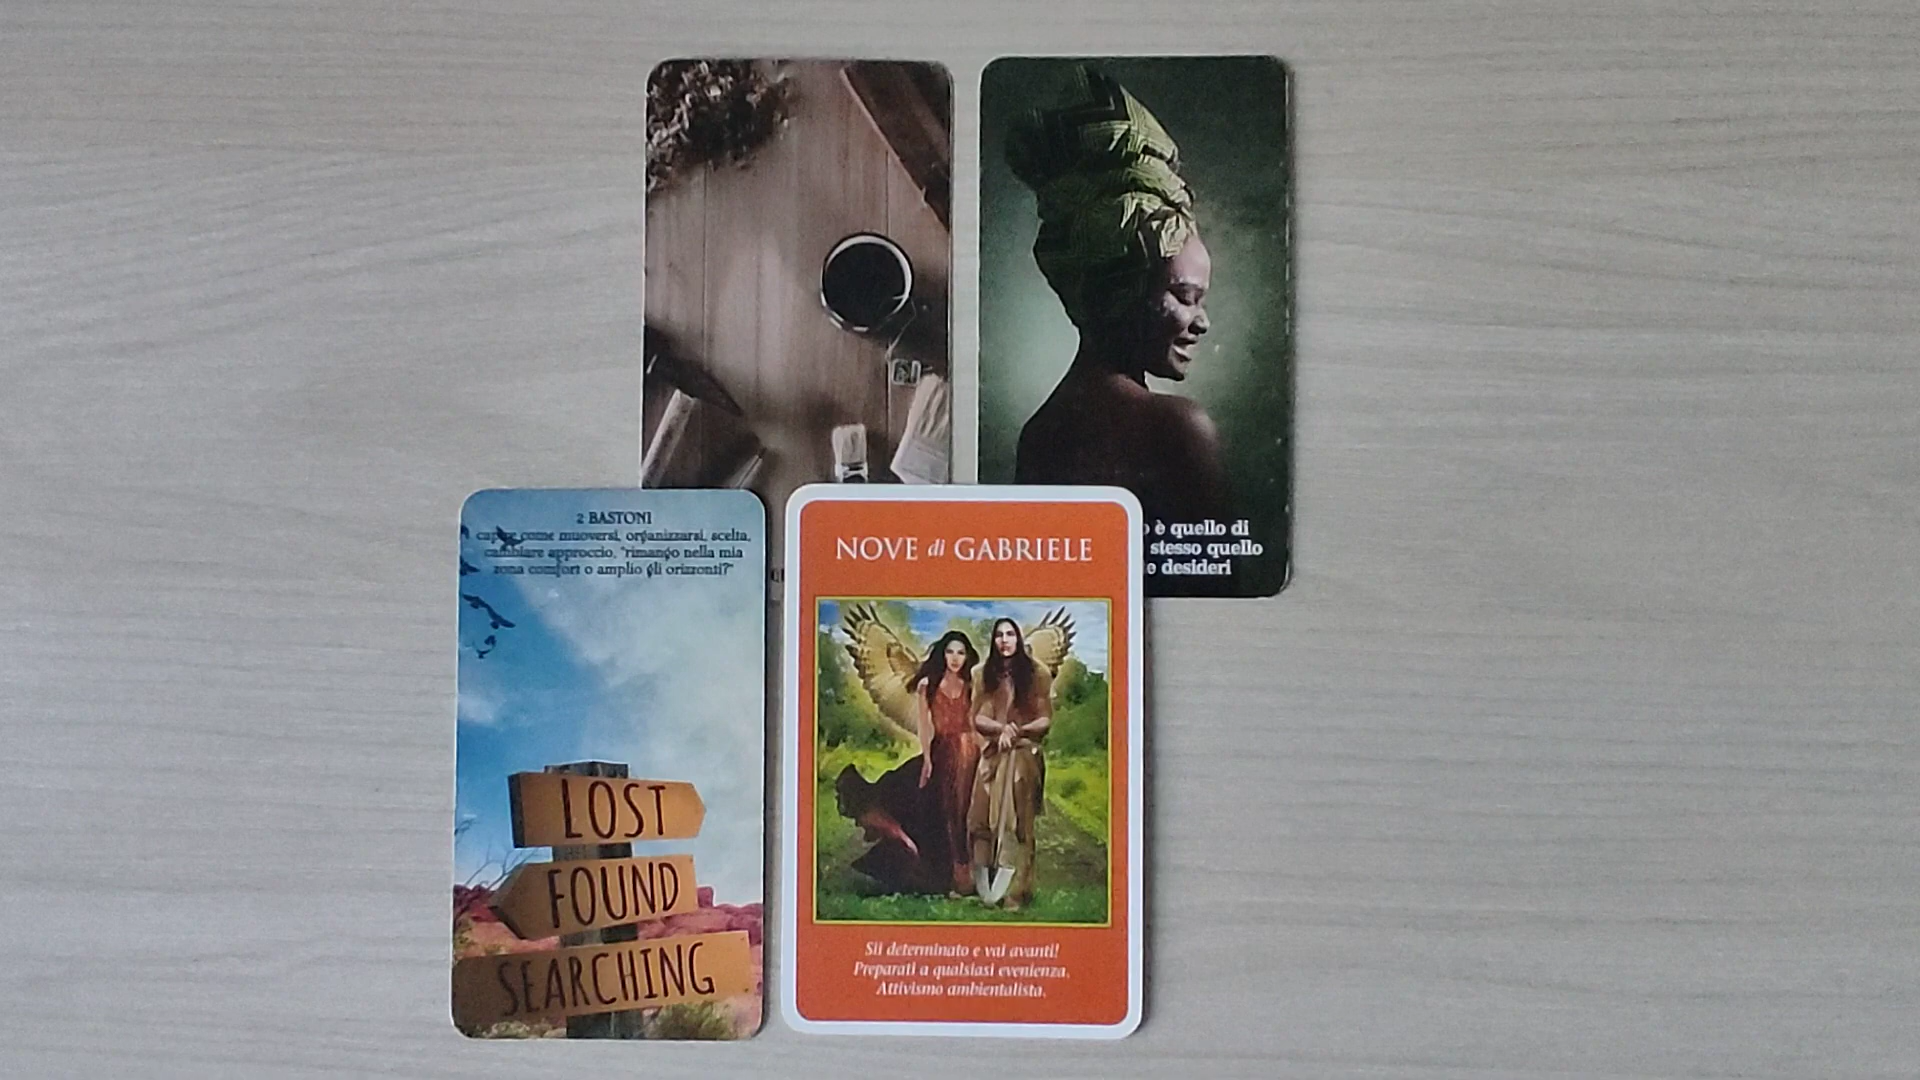 2 BASTONI
capire come muoversi, organizzarsi, scelta,
cambiare approccio, "rimango nella mia
zona comfort o amplio gli orizzonti?"
LOST
FOUND
SEARCHING
NOVE di GABRIELE
Sii determinato e vai avanti!
Preparati a qualsiasi evenienza.
Attivismo ambientalista.
è quello di
stesso quello
desideri